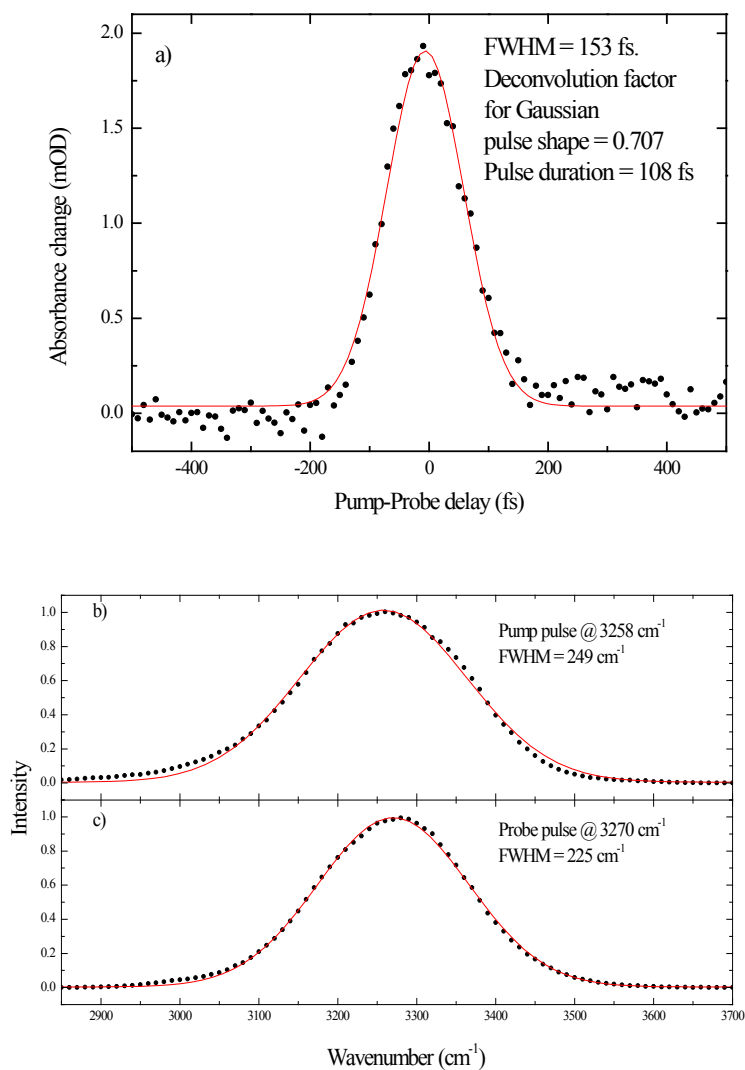 a)
FWHM = 153 fs.
Deconvolution factor
for Gaussian
pulse shape = 0.707
Pulse duration = 108 fs
Absorbance change (mOD)
2.0
1.5
1.0
0.5
0.0
-400 -200 0 200 400
Pump-Probe delay (fs)
b)
Pump pulse @ 3258 cm⁻¹
FWHM = 249 cm⁻¹
1.0
0.8
0.6
0.4
0.2
0.0
Intensity
c)
Probe pulse @ 3270 cm⁻¹
FWHM = 225 cm⁻¹
1.0
0.8
0.6
0.4
0.2
0.0
2900 3000 3100 3200 3300 3400 3500 3600 3700
Wavenumber (cm⁻¹)